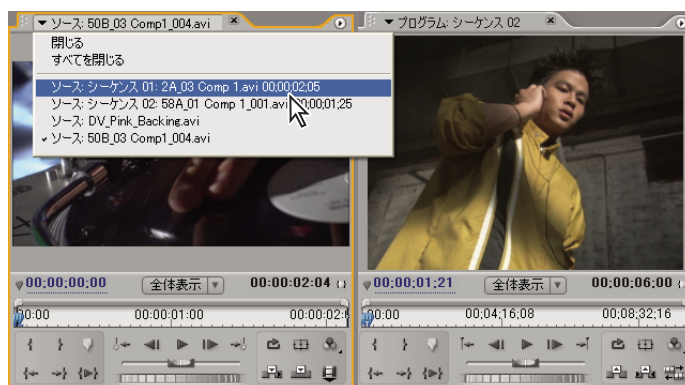 ソース: 50B_03 Comp1_004.avi
プログラム: シーケンス 02
閉じる
すべてを閉じる
ソース: シーケンス 01: 2A_03 Comp 1.avi 00;00;02;05
ソース: シーケンス 02: 58A_01 Comp 1_001.avi 00;00;01;25
ソース: DV_Pink_Backing.avi
ソース: 50B_03 Comp1_004.avi
00;00;00;00
全体表示
00:00:02:04
00;00;01;21
全体表示
00;00;06;00
00:00
00:00:01:00
00:00:02:
00:00
00;04;16;08
00;08;32;16